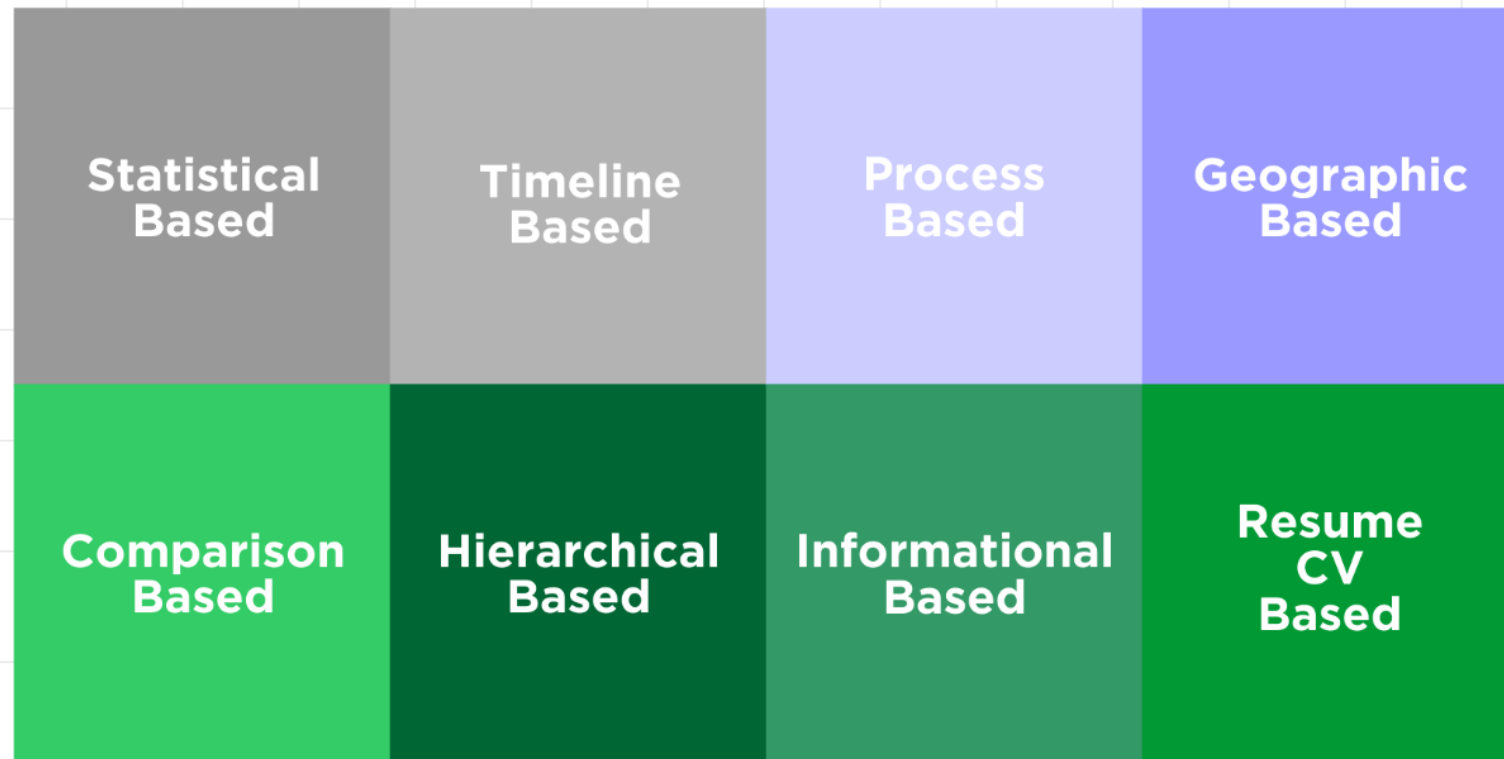 Statistical
Based
Timeline
Based
Process
Based
Geographic
Based
Comparison
Based
Hierarchical
Based
Informational
Based
Resume
CV
Based